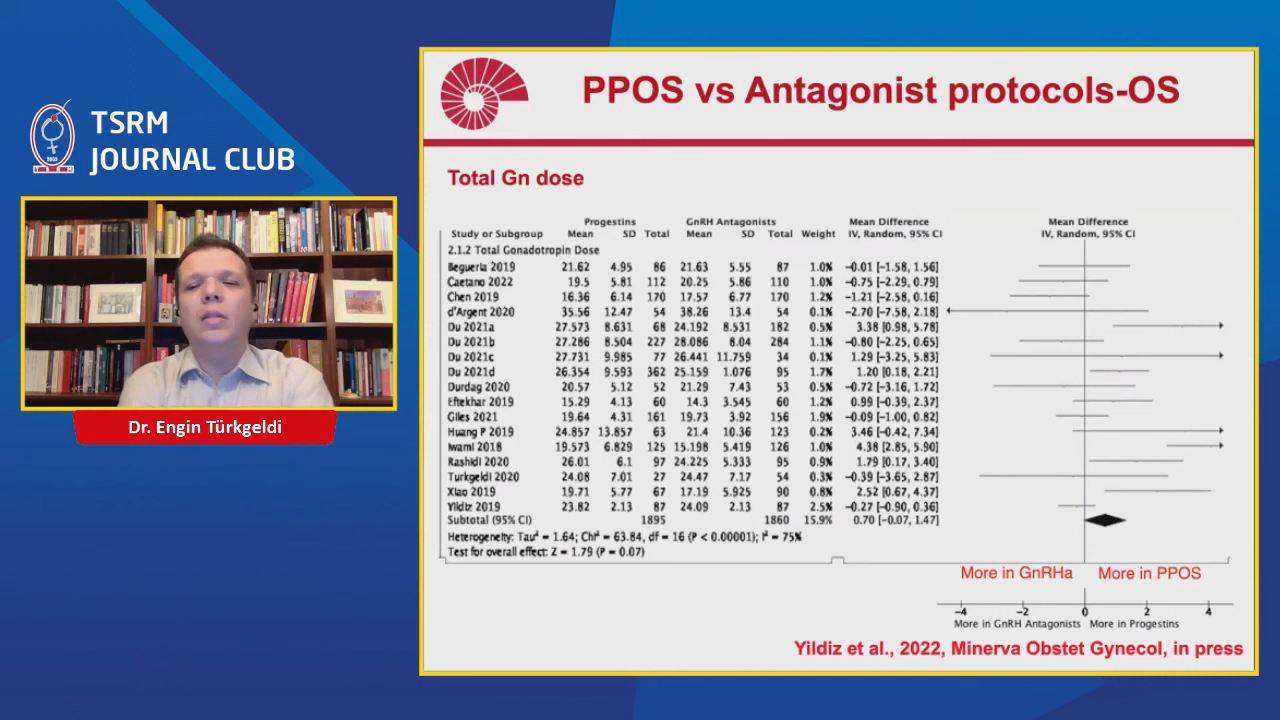 TSRM
JOURNAL CLUB
2003
T S R M
Dr. Engin Türkgeldi
PPOS vs Antagonist protocols-OS
Total Gn dose
Progestins GnRH Antagonists Mean Difference Mean Difference
Study or Subgroup Mean SD Total Mean SD Total Weight IV, Random, 95% CI IV, Random, 95% CI
2.1.2 Total Gonadotropin Dose
Begueria 2019 21.62 4.95 86 21.63 5.55 87 1.0% −0.01 [−1.58, 1.56]
Caetano 2022 19.5 5.81 112 20.25 5.86 110 1.0% −0.75 [−2.29, 0.79]
Chen 2019 16.36 6.14 170 17.57 6.77 170 1.2% −1.21 [−2.58, 0.16]
d'Argent 2020 35.56 12.47 54 38.26 13.4 54 0.1% −2.70 [−7.58, 2.18]
Du 2021a 27.573 8.631 68 24.192 8.531 182 0.5% 3.38 [0.98, 5.78]
Du 2021b 27.286 8.504 227 28.086 8.04 284 1.1% −0.80 [−2.25, 0.65]
Du 2021c 27.731 9.985 77 26.441 11.759 34 0.1% 1.29 [−3.25, 5.83]
Du 2021d 26.354 9.593 362 25.159 1.076 95 1.7% 1.20 [0.18, 2.21]
Durdag 2020 20.57 5.12 52 21.29 7.43 53 0.5% −0.72 [−3.16, 1.72]
Eftekhar 2019 15.29 4.13 60 14.3 3.545 60 1.2% 0.99 [−0.39, 2.37]
Giles 2021 19.64 4.31 161 19.73 3.92 156 1.9% −0.09 [−1.00, 0.82]
Huang P 2019 24.857 13.857 63 21.4 10.36 123 0.2% 3.46 [−0.42, 7.34]
Iwami 2018 19.573 6.829 125 15.198 5.419 126 1.0% 4.38 [2.85, 5.90]
Rashidi 2020 26.01 6.1 97 24.225 5.333 95 0.9% 1.79 [0.17, 3.40]
Turkgeldi 2020 24.08 7.01 27 24.47 7.17 54 0.3% −0.39 [−3.65, 2.87]
Xiao 2019 19.71 5.77 67 17.19 5.925 90 0.8% 2.52 [0.67, 4.37]
Yildiz 2019 23.82 2.13 87 24.09 2.13 87 2.5% −0.27 [−0.90, 0.36]
Subtotal (95% CI) 1895 1860 15.9% 0.70 [−0.07, 1.47]
Heterogeneity: Tau² = 1.64; Chi² = 63.84, df = 16 (P < 0.00001); I² = 75%
Test for overall effect: Z = 1.79 (P = 0.07)
More in GnRHa More in PPOS
−4 −2 0 2 4
More in GnRH Antagonists More in Progestins
Yildiz et al., 2022, Minerva Obstet Gynecol, in press